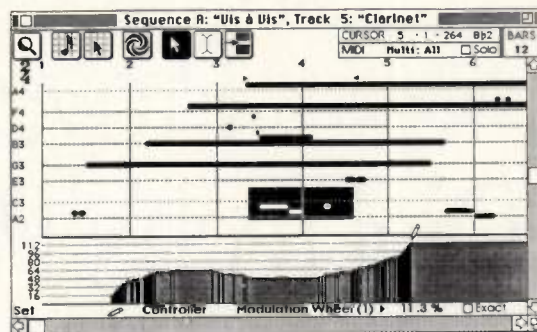 Sequence A: "Vis à Vis", Track 5: "Clarinet"
CURSOR 5 · 1 · 264 Bb2
BARS
MIDI Multi: All Solo
12
2
4
1 2 3 4 5 6
A4
F4
D4
B3
G3
E3
C3
A2
112
96
80
64
48
32
16
Set Controller Modulation Wheel (1) 11.3 % Exact